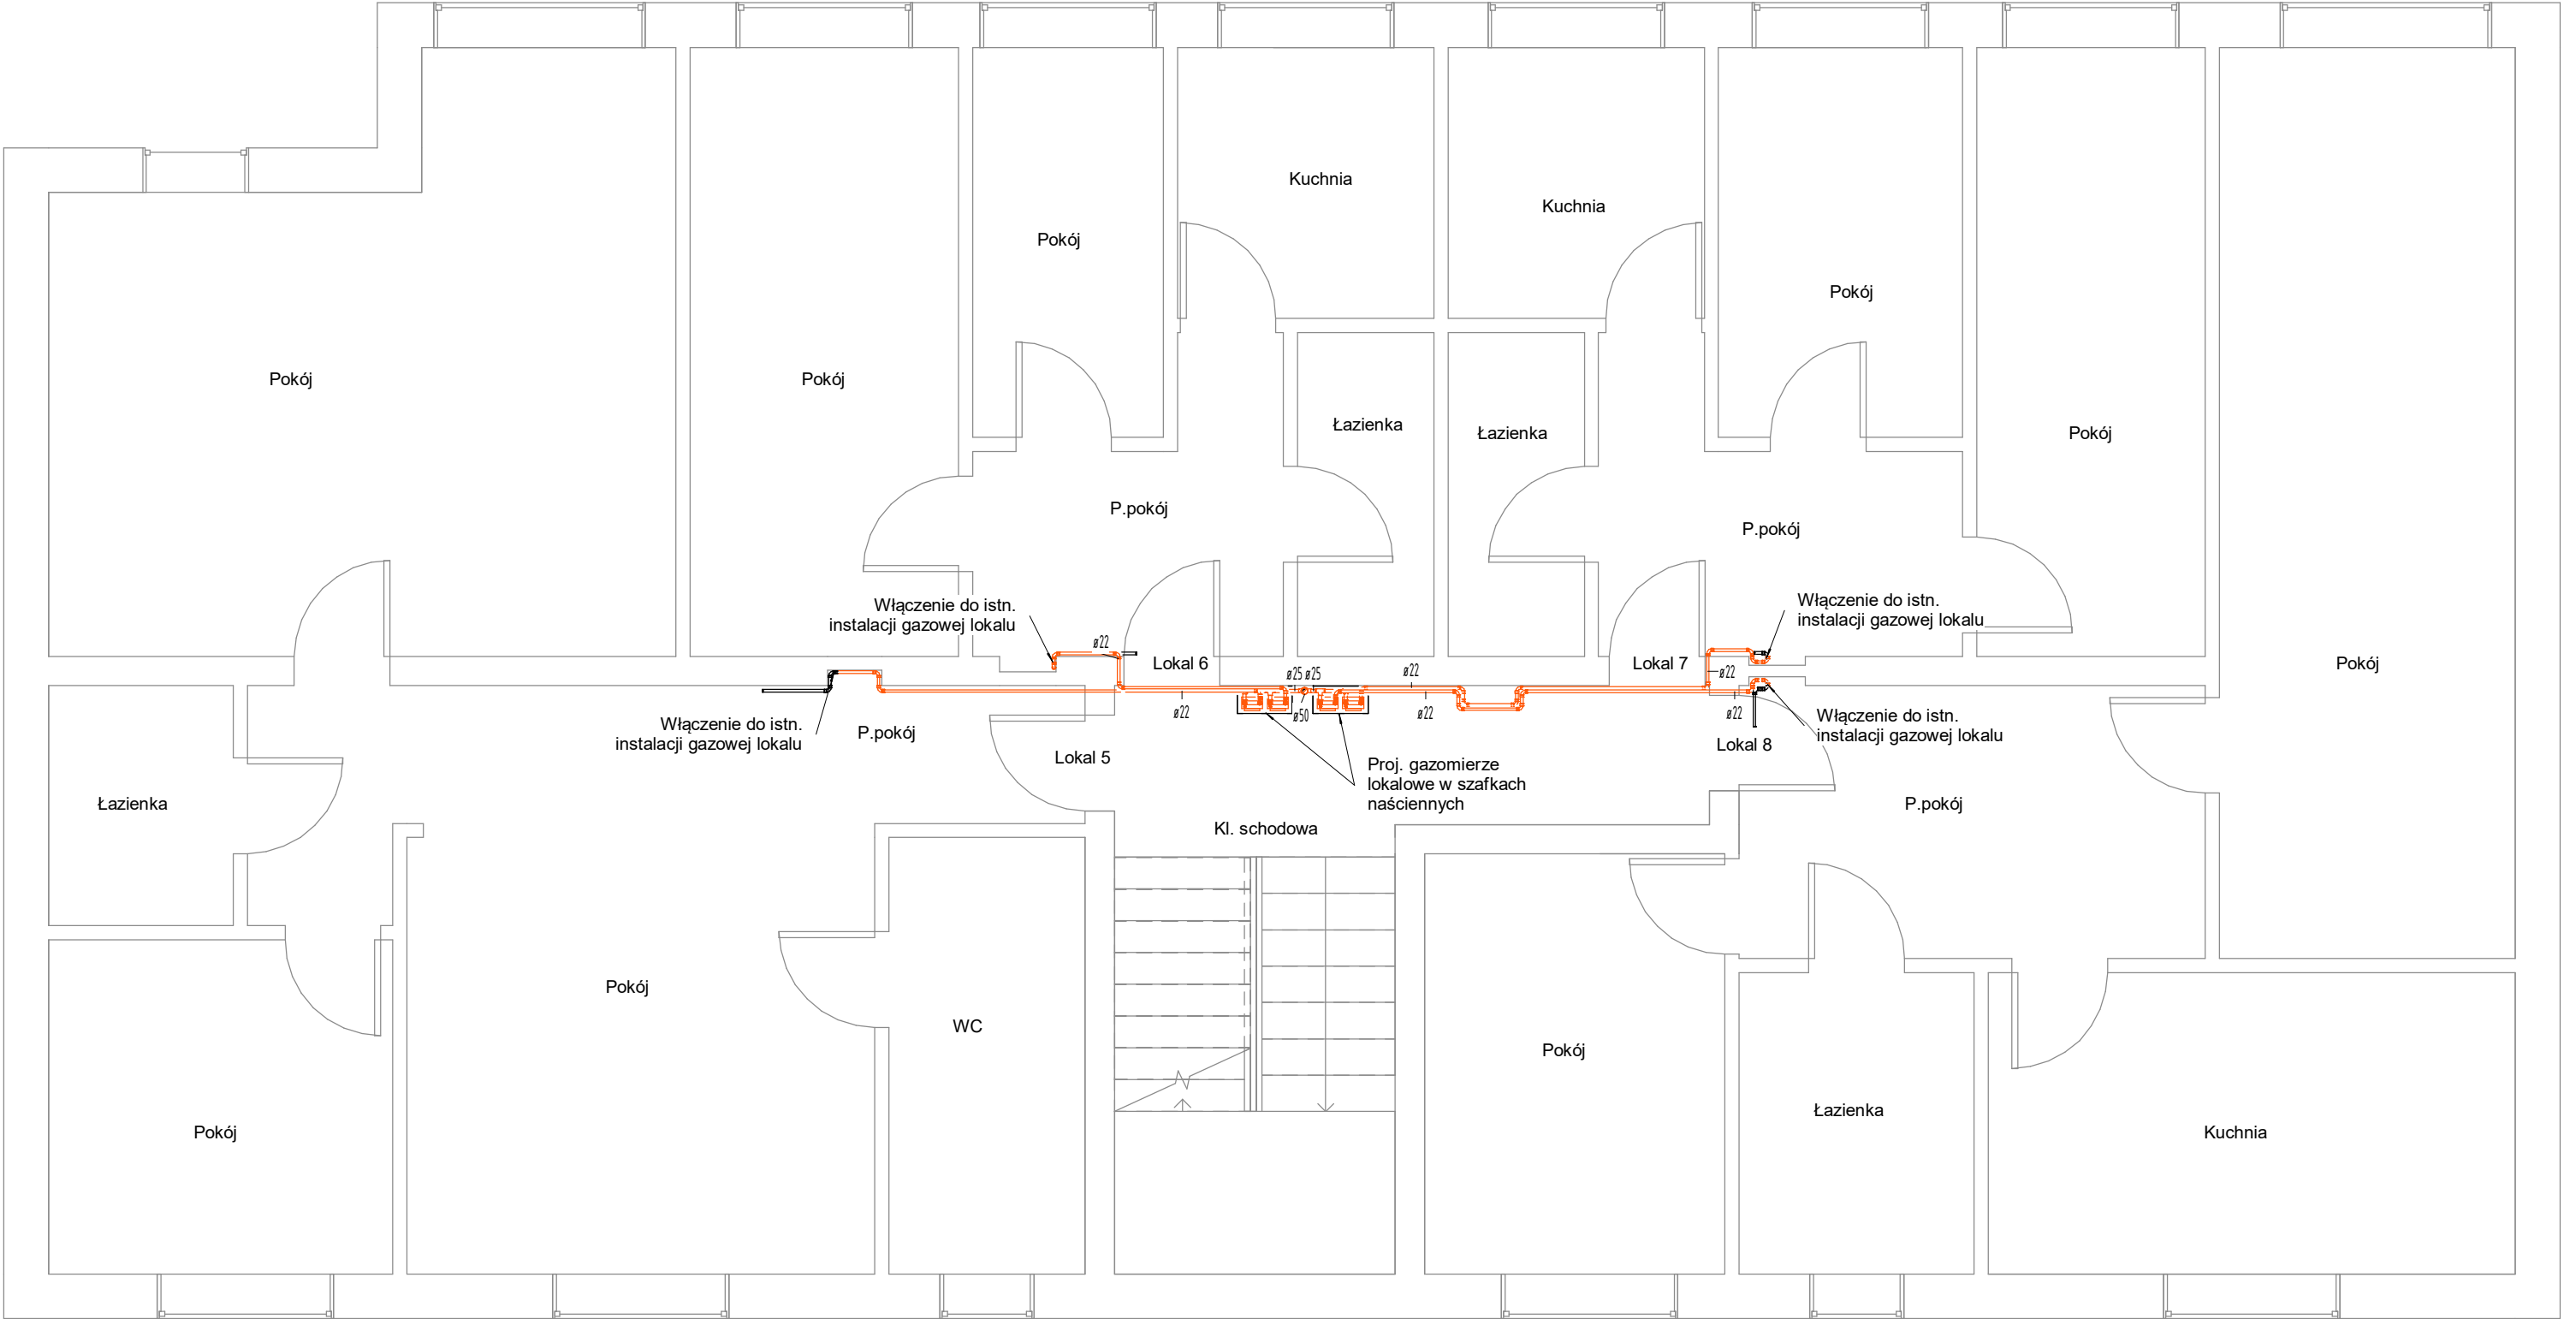 Kuchnia
Kuchnia
Pokój
Pokój
Pokój
Pokój
Łazienka
Łazienka
Pokój
P.pokój
P.pokój
Włączenie do istn.
instalacji gazowej lokalu
Włączenie do istn.
instalacji gazowej lokalu
ø22
Lokal 6
Lokal 7
Pokój
ø25
ø25
ø22
ø22
ø22
ø50
ø22
ø22
Włączenie do istn.
instalacji gazowej lokalu
P.pokój
Włączenie do istn.
instalacji gazowej lokalu
Lokal 5
Lokal 8
Proj. gazomierze
lokalowe w szafkach
naściennych
Łazienka
P.pokój
Kl. schodowa
Pokój
WC
Pokój
Łazienka
Pokój
Kuchnia